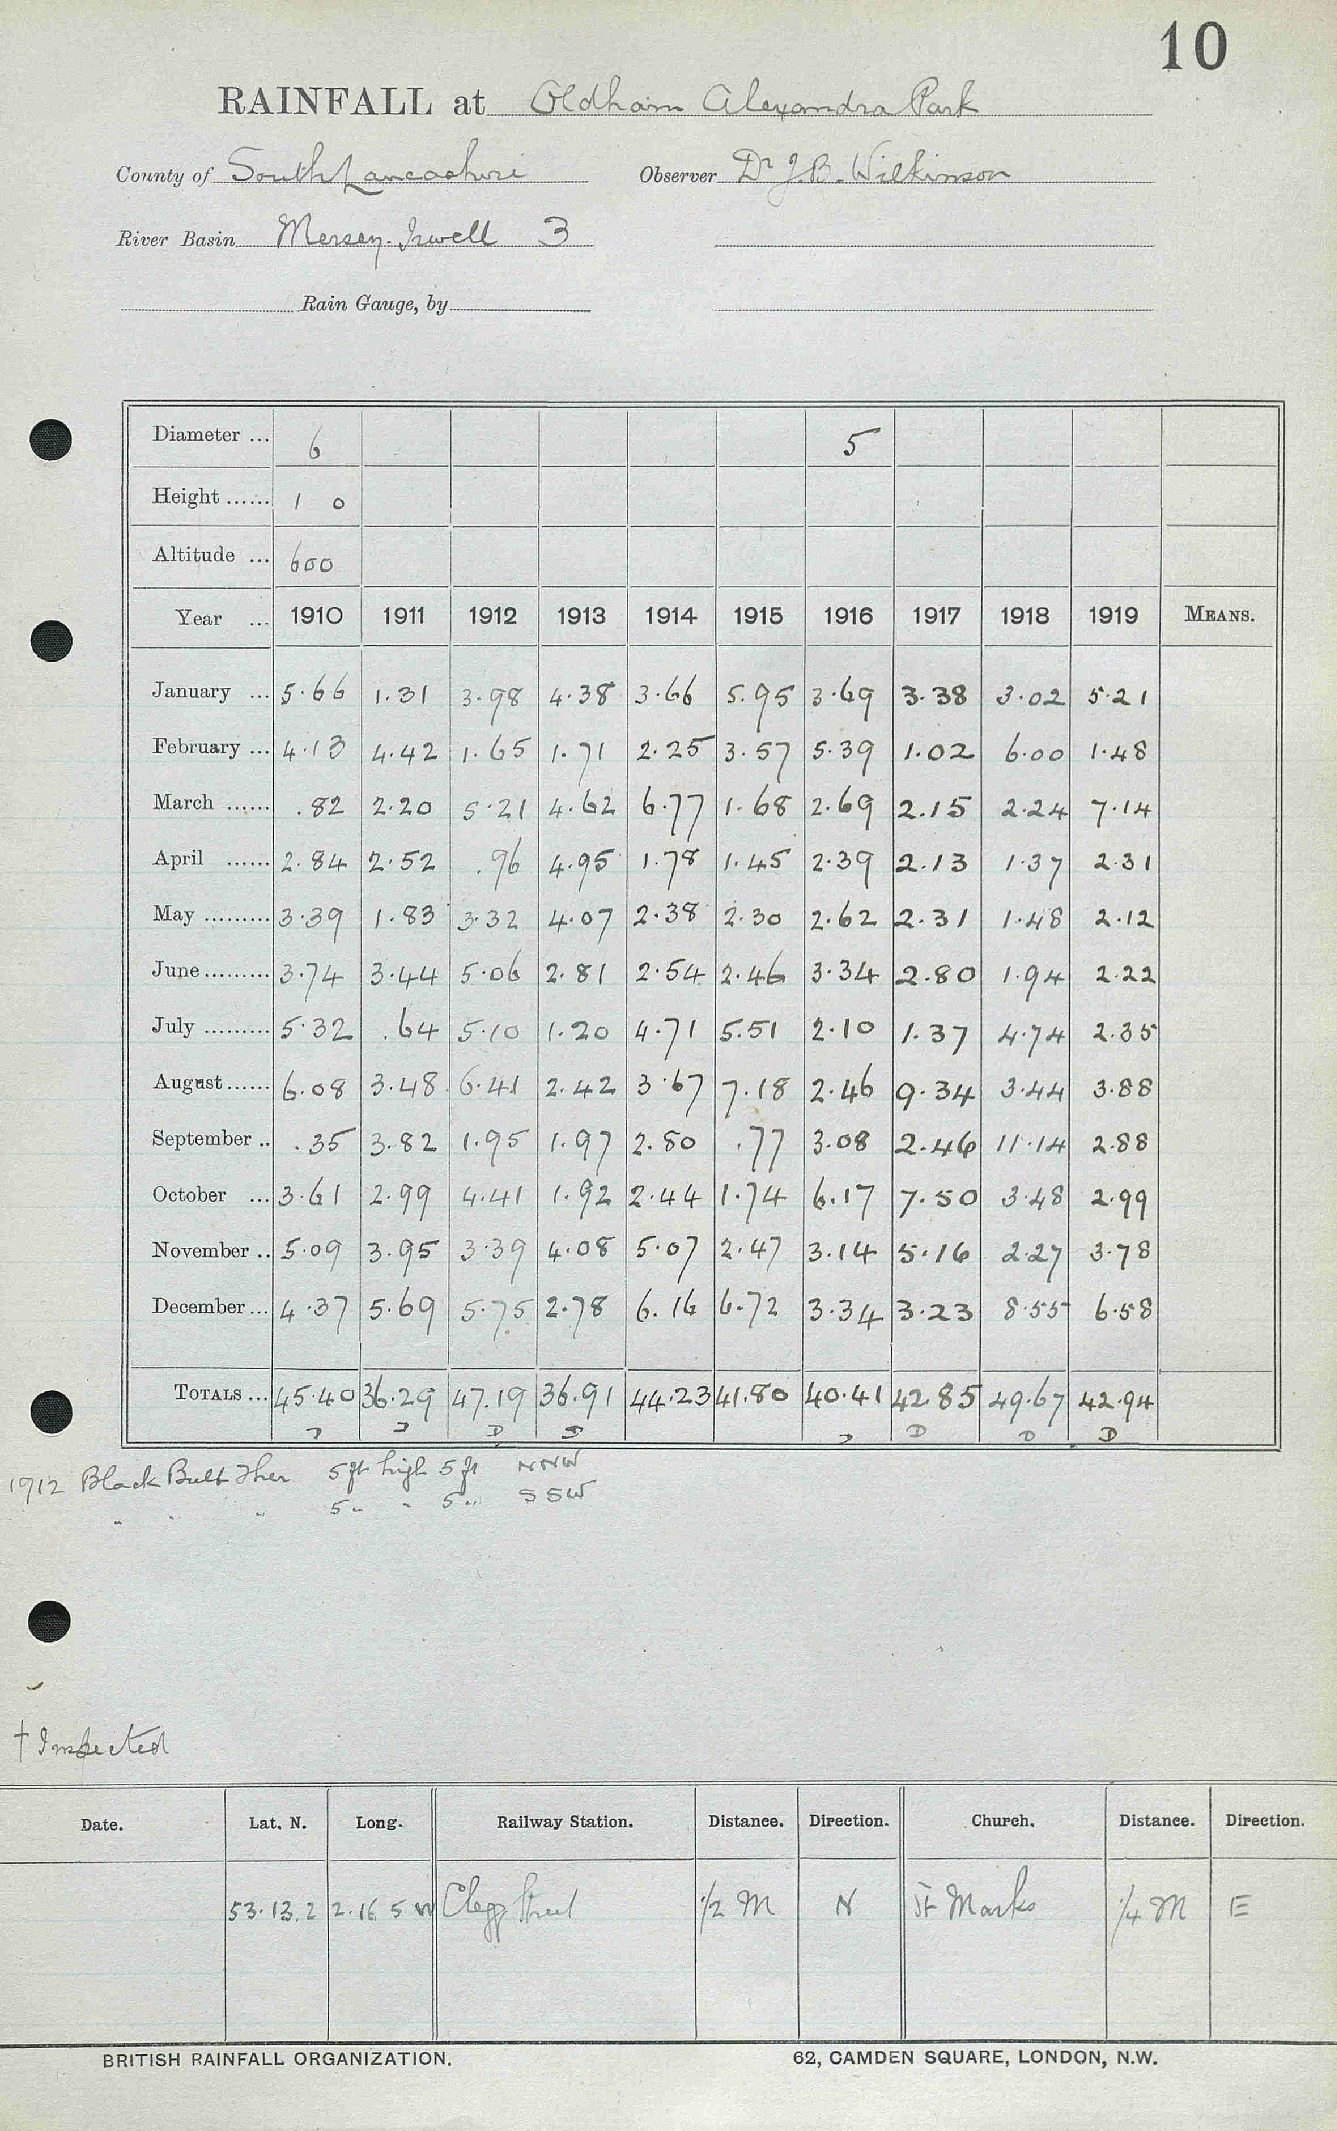 10
RAINFALL at Oldham Alexandra Park
County of South Lancashire Observer Dr J.B. Wilkinson
River Basin Mersey-Irwell 3
Rain Gauge, by
Diameter ... 6 5
Height ...... 1 0
Altitude ... 600
Year ... 1910 1911 1912 1913 1914 1915 1916 1917 1918 1919 MEANS.
January ... 5.66 1.31 3.98 4.38 3.66 5.95 3.69 3.38 3.02 5.21
February ... 4.13 4.42 1.65 1.71 2.25 3.57 5.39 1.02 6.00 1.48
March ...... .82 2.20 5.21 4.62 6.77 1.68 2.69 2.15 2.24 7.14
April ...... 2.84 2.52 .96 4.95 1.78 1.45 2.39 2.13 1.37 2.31
May ......... 3.39 1.83 3.32 4.07 2.38 2.30 2.62 2.31 1.48 2.12
June ......... 3.74 3.44 5.06 2.81 2.54 2.46 3.34 2.80 1.94 2.22
July ......... 5.32 .64 5.10 1.20 4.71 5.51 2.10 1.37 4.74 2.35
August ...... 6.08 3.48 6.41 2.42 3.67 7.18 2.46 9.34 3.44 3.88
September .. .35 3.82 1.95 1.97 2.80 .77 3.08 2.46 11.14 2.88
October ... 3.61 2.99 4.41 1.92 2.44 1.74 6.17 7.50 3.48 2.99
November .. 5.09 3.95 3.39 4.08 5.07 2.47 3.14 5.16 2.27 3.78
December ... 4.37 5.69 5.75 2.78 6.16 6.72 3.34 3.23 8.55 6.58
TOTALS ... 45.40 36.29 47.19 36.91 44.23 41.80 40.41 42.85 49.67 42.94
D D D D D D D D
1912 Black Bulb Ther 5 ft high 5 ft NNW
" " " 5 " " 5 " SSW
† Inspected
Date. Lat. N. Long. Railway Station. Distance. Direction. Church. Distance. Direction.
53.13.2 2.16 5 W Clegg Street 1/2 M N St Marks 1/4 M E
BRITISH RAINFALL ORGANIZATION. 62, CAMDEN SQUARE, LONDON, N.W.